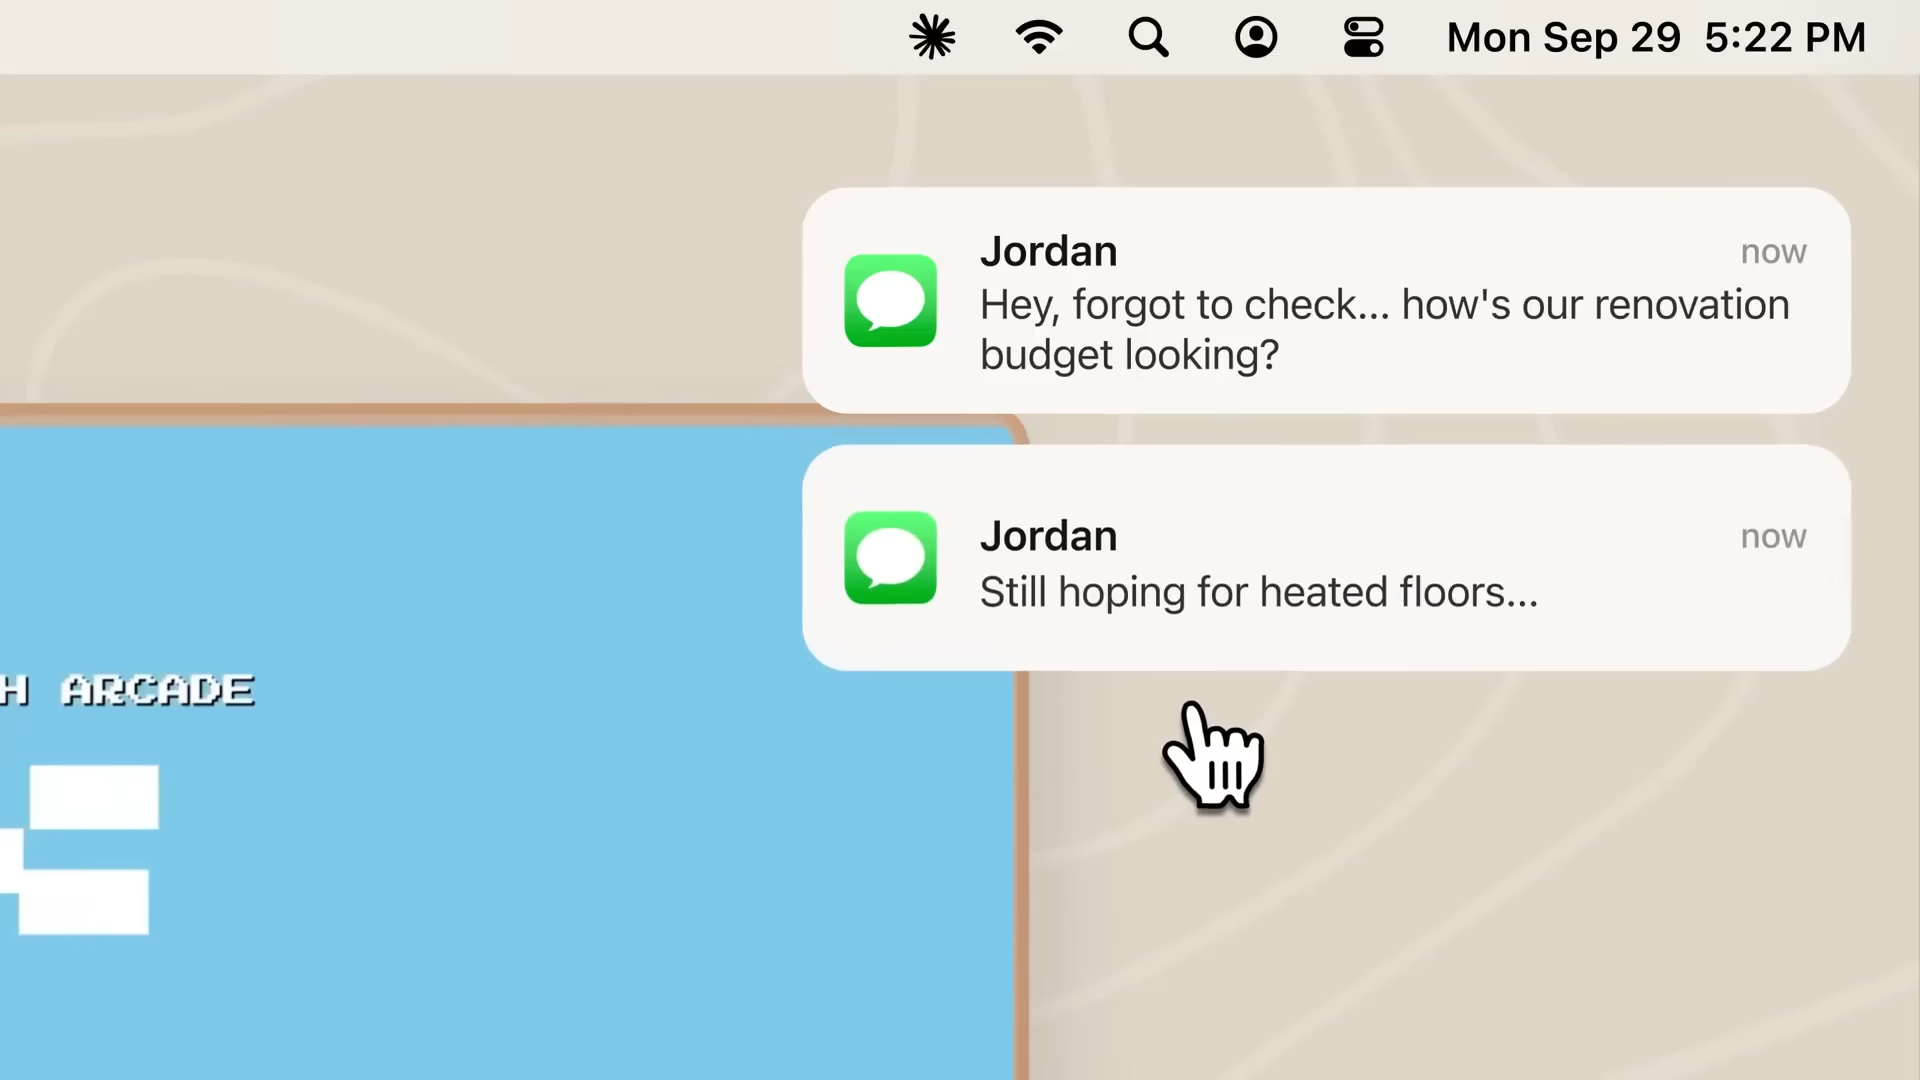 Mon Sep 29 5:22 PM
Jordan
now
Hey, forgot to check... how's our renovation
budget looking?
Jordan
now
Still hoping for heated floors...
H ARCADE